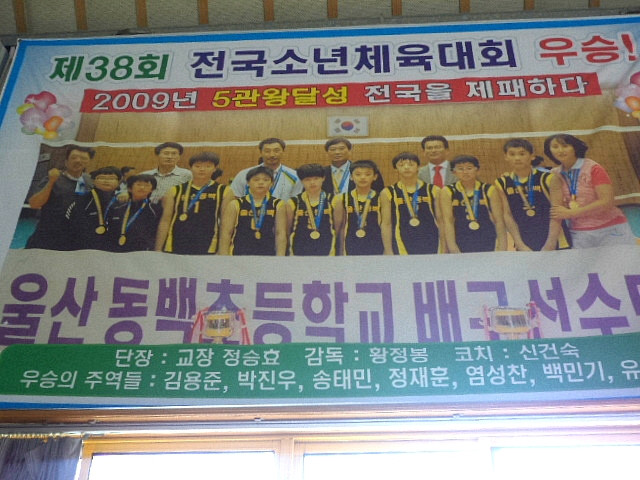 제38회 전국소년체육대회 우승!
2009년 5관왕달성 전국을 제패하다
울산동백초등학교 배구선수
단장 : 교장 정승효 감독 : 황정봉 코치 : 신건숙
우승의 주역들 : 김용준, 박진우, 송태민, 정재훈, 염성찬, 백민기, 유